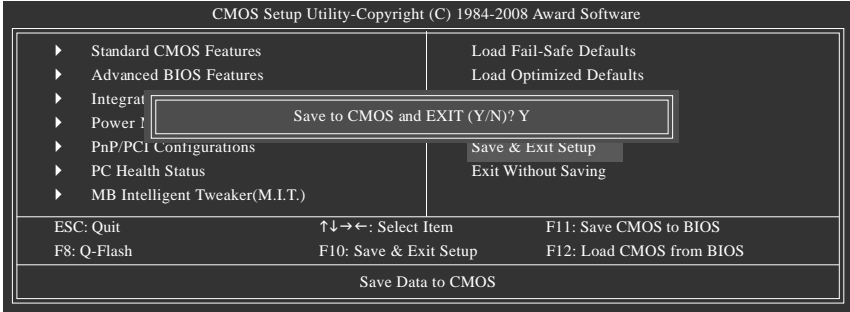 CMOS Setup Utility-Copyright (C) 1984-2008 Award Software
Standard CMOS Features
Load Fail-Safe Defaults
Advanced BIOS Features
Load Optimized Defaults
Save to CMOS and EXIT (Y/N)? Y
PnP/PCI Configurations
Save & Exit Setup
PC Health Status
Exit Without Saving
MB Intelligent Tweaker(M.I.T.)
ESC: Quit
↑↓→←: Select Item
F11: Save CMOS to BIOS
F8: Q-Flash
F10: Save & Exit Setup
F12: Load CMOS from BIOS
Save Data to CMOS